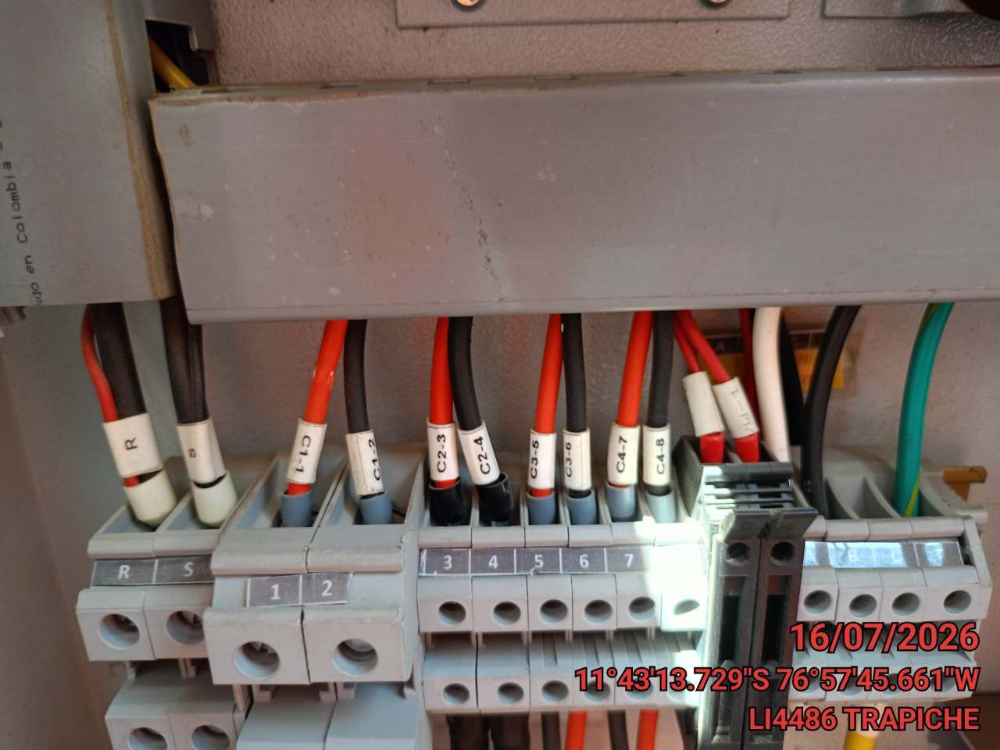 en Colombia
R
S
C1-1
C1-2
C2-3
C2-4
C3-5
C3-6
C4-7
C4-8
R
S
1
2
3
4
5
6
7
16/07/2026
11°43'13.729"S 76°57'45.661"W
LI4486 TRAPICHE